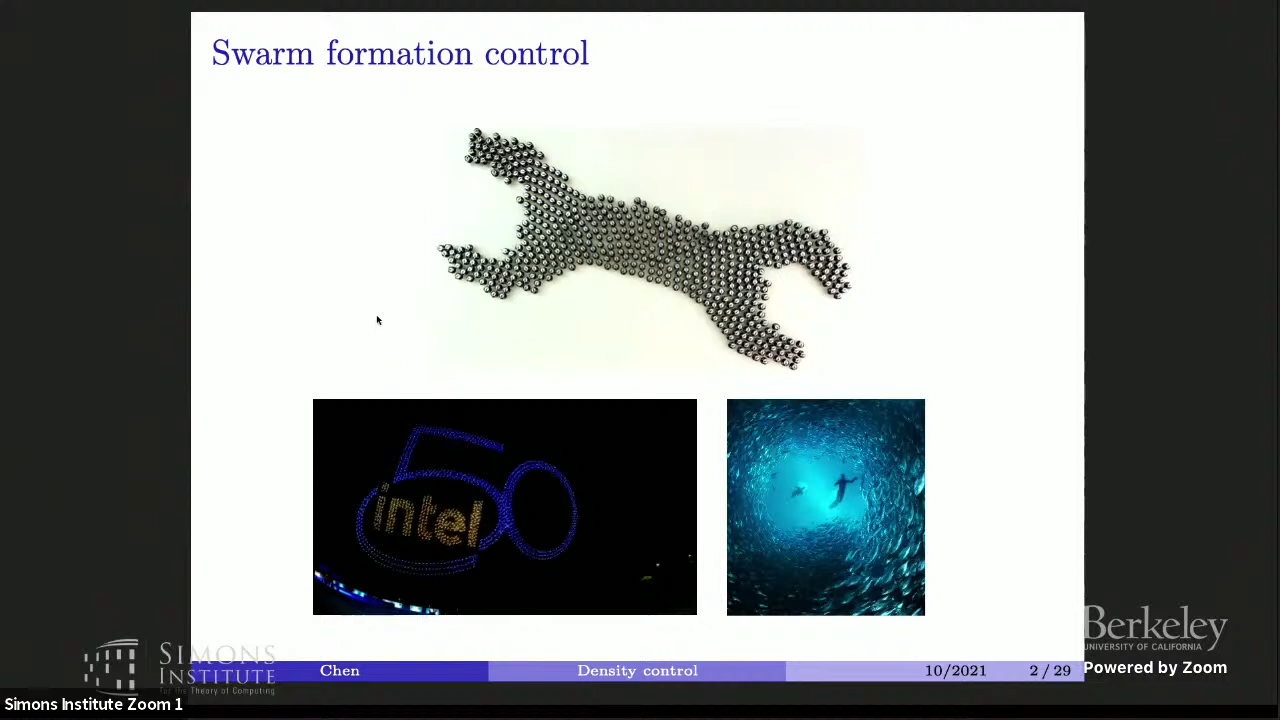 Swarm formation control
50
intel
SIMONS
INSTITUTE
For the Theory of Computing
Chen
Density control
10/2021
2 / 29
Berkeley
UNIVERSITY OF CALIFORNIA
Powered by Zoom
Simons Institute Zoom 1